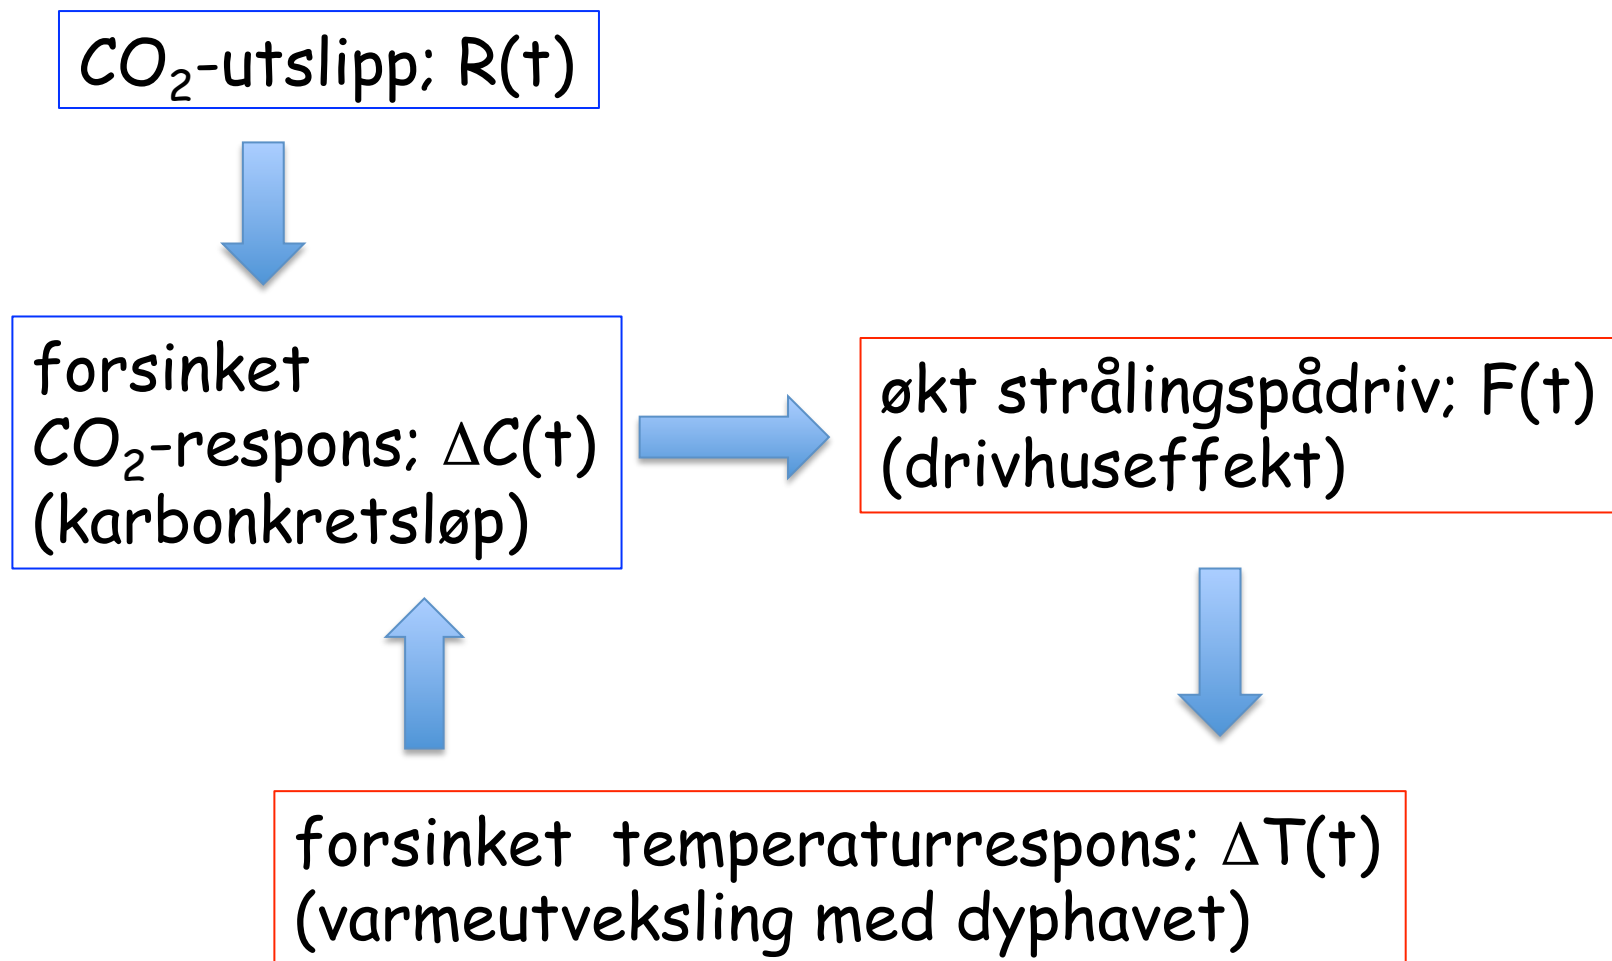 CO₂-utslipp; R(t)
forsinket
CO₂-respons; ΔC(t)
(karbonkretsløp)
økt strålingspådriv; F(t)
(drivhuseffekt)
forsinket temperaturrespons; ΔT(t)
(varmeutveksling med dyphavet)